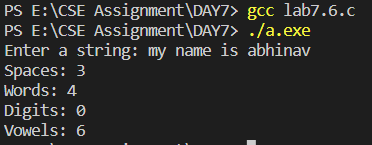 PS E:\CSE Assignment\DAY7> gcc lab7.6.c
PS E:\CSE Assignment\DAY7> ./a.exe
Enter a string: my name is abhinav
Spaces: 3
Words: 4
Digits: 0
Vowels: 6